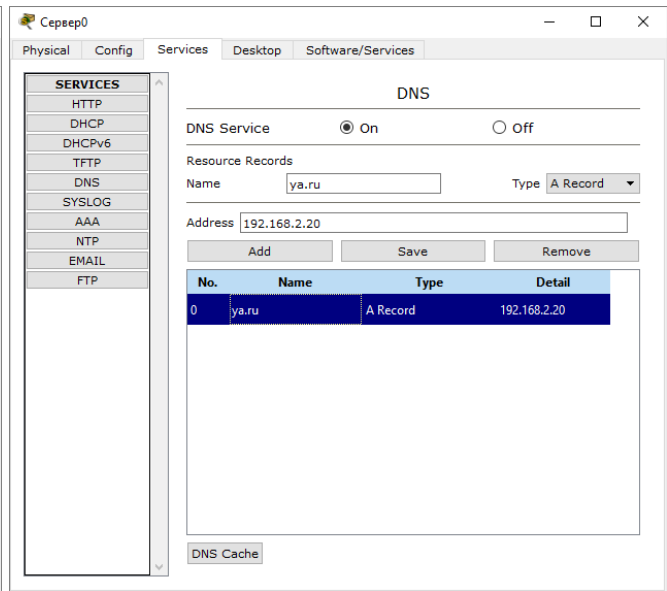 Сервер0
Physical Config Services Desktop Software/Services
SERVICES
HTTP
DHCP
DHCPv6
TFTP
DNS
SYSLOG
AAA
NTP
EMAIL
FTP
DNS
DNS Service On Off
Resource Records
Name ya.ru Type A Record
Address 192.168.2.20
Add Save Remove
No. Name Type Detail
0 ya.ru A Record 192.168.2.20
DNS Cache